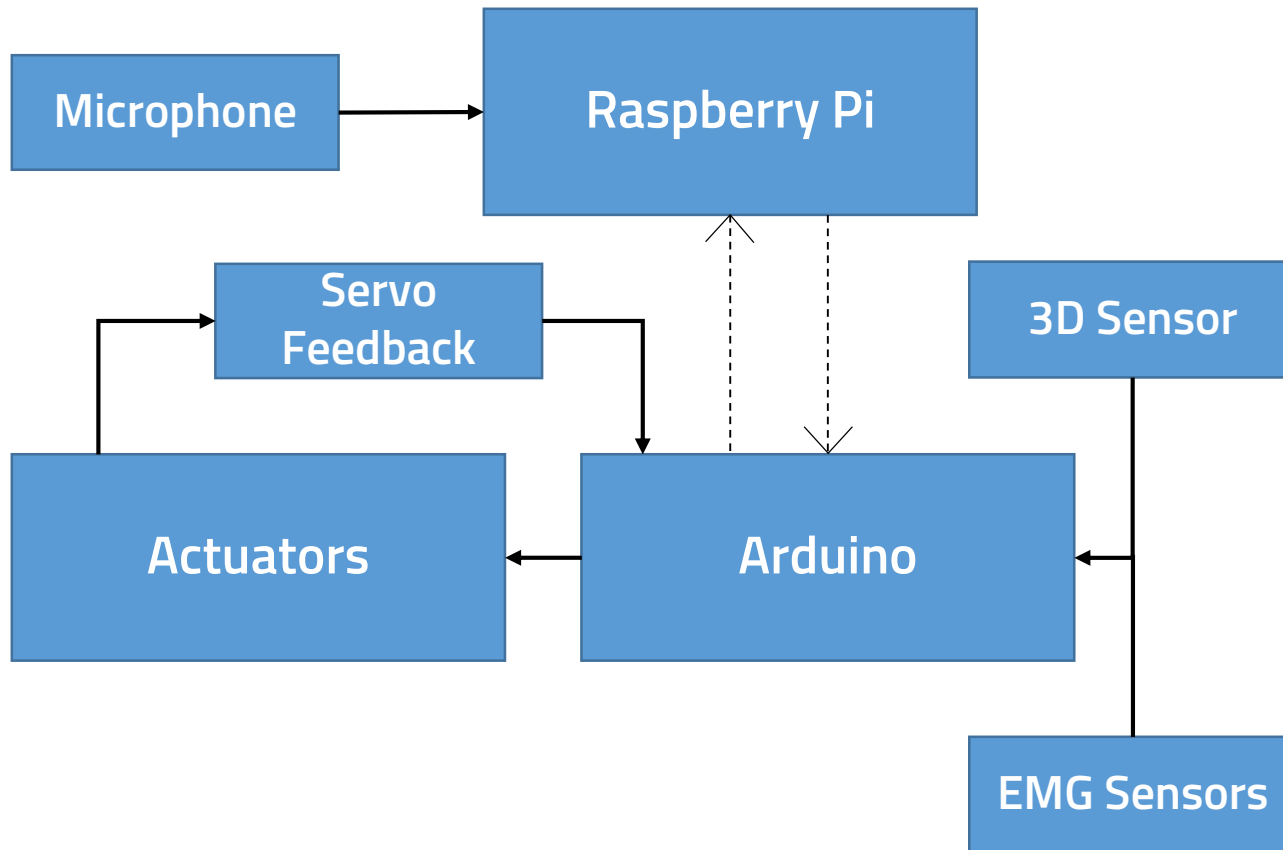 Microphone
Raspberry Pi
Servo
Feedback
3D Sensor
Actuators
Arduino
EMG Sensors